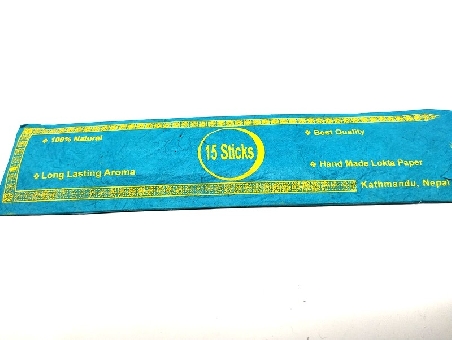 ❖ 100% Natural
❖ Best Quality
15 Sticks
❖ Long Lasting Aroma
❖ Hand Made Lokta Paper
Kathmandu, Nepal